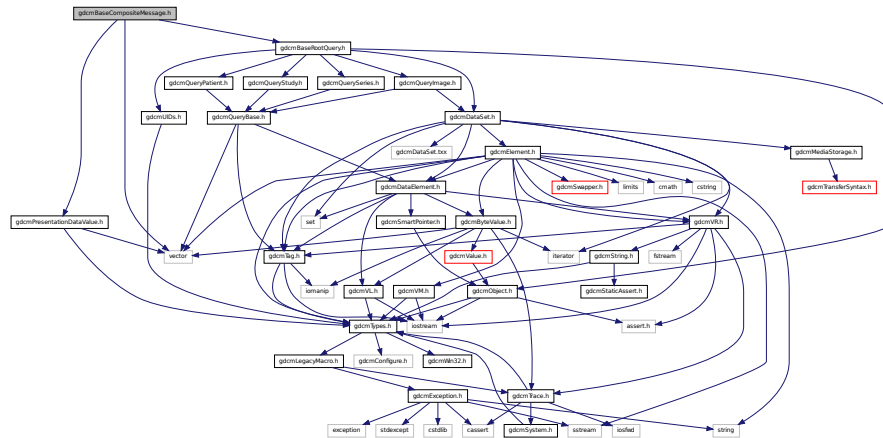 gdcmBaseCompositeMessage.h
gdcmBaseRootQuery.h
gdcmQueryPatient.h
gdcmQueryStudy.h
gdcmQuerySeries.h
gdcmQueryImage.h
gdcmUIDs.h
gdcmQueryBase.h
gdcmDataSet.h
gdcmDataSet.txx
gdcmElement.h
gdcmMediaStorage.h
gdcmDataElement.h
gdcmSwapper.h
limits
cmath
cstring
gdcmTransferSyntax.h
gdcmPresentationDataValue.h
set
gdcmSmartPointer.h
gdcmByteValue.h
gdcmVR.h
vector
gdcmTag.h
gdcmValue.h
iterator
gdcmString.h
fstream
iomanip
gdcmVL.h
gdcmVM.h
gdcmObject.h
gdcmStaticAssert.h
gdcmTypes.h
iostream
assert.h
gdcmLegacyMacro.h
gdcmConfigure.h
gdcmWin32.h
gdcmException.h
gdcmTrace.h
exception
stdexcept
cstdlib
cassert
gdcmSystem.h
sstream
iosfwd
string